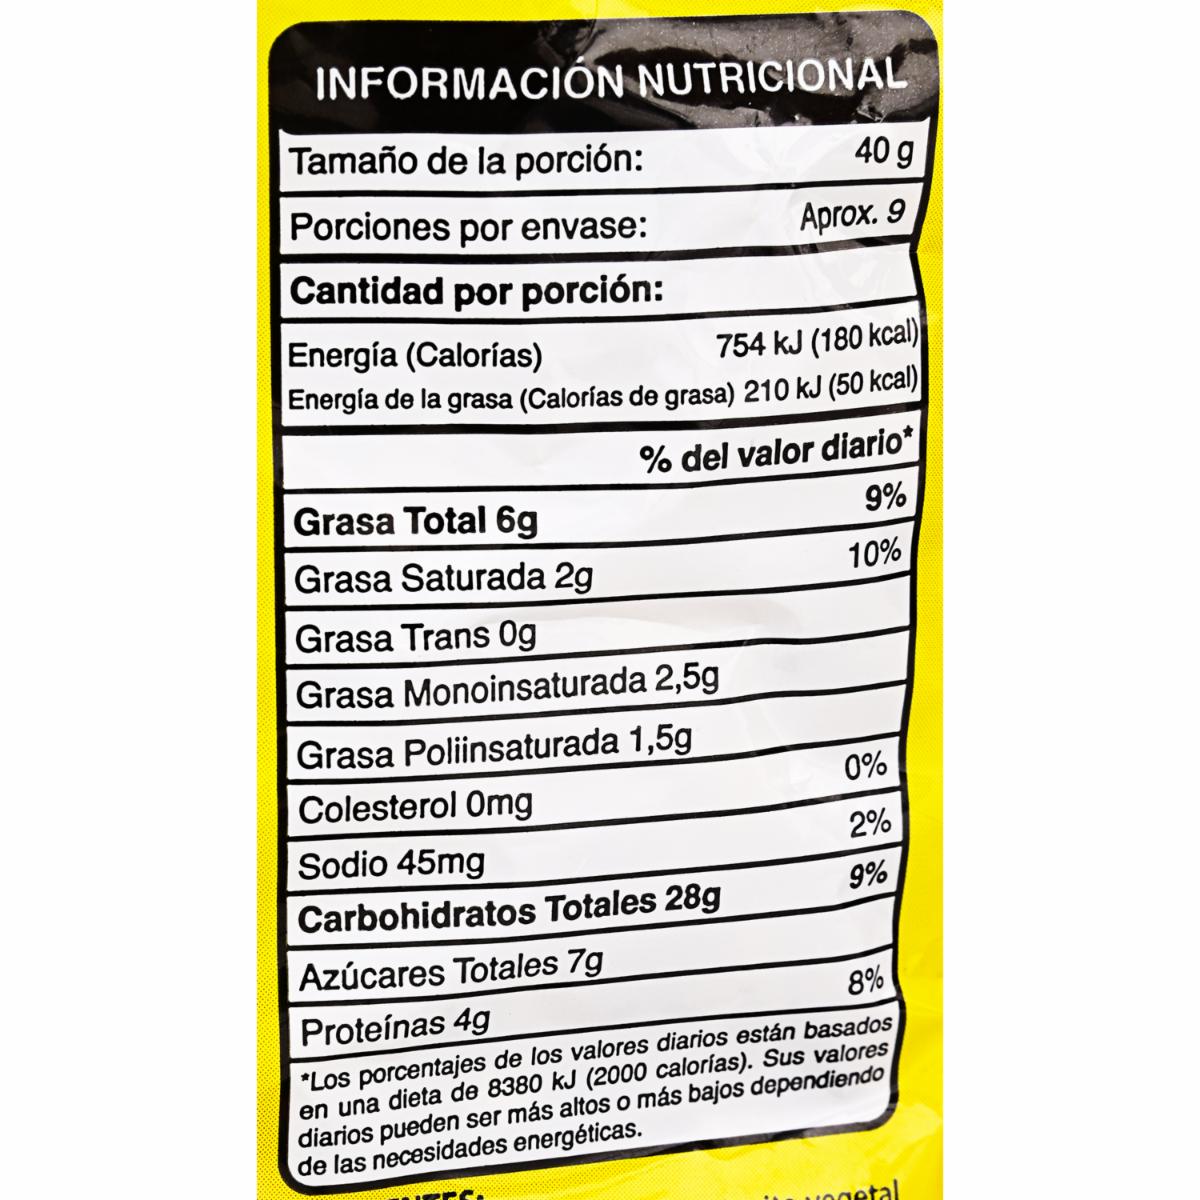 INFORMACIÓN NUTRICIONAL
Tamaño de la porción: 40 g
Porciones por envase: Aprox. 9
Cantidad por porción:
Energía (Calorías) 754 kJ (180 kcal)
Energía de la grasa (Calorías de grasa) 210 kJ (50 kcal)
% del valor diario*
Grasa Total 6g 9%
Grasa Saturada 2g 10%
Grasa Trans 0g
Grasa Monoinsaturada 2,5g
Grasa Poliinsaturada 1,5g
Colesterol 0mg 0%
Sodio 45mg 2%
Carbohidratos Totales 28g 9%
Azúcares Totales 7g
Proteínas 4g 8%
*Los porcentajes de los valores diarios están basados
en una dieta de 8380 kJ (2000 calorías). Sus valores
diarios pueden ser más altos o más bajos dependiendo
de las necesidades energéticas.
vegetal